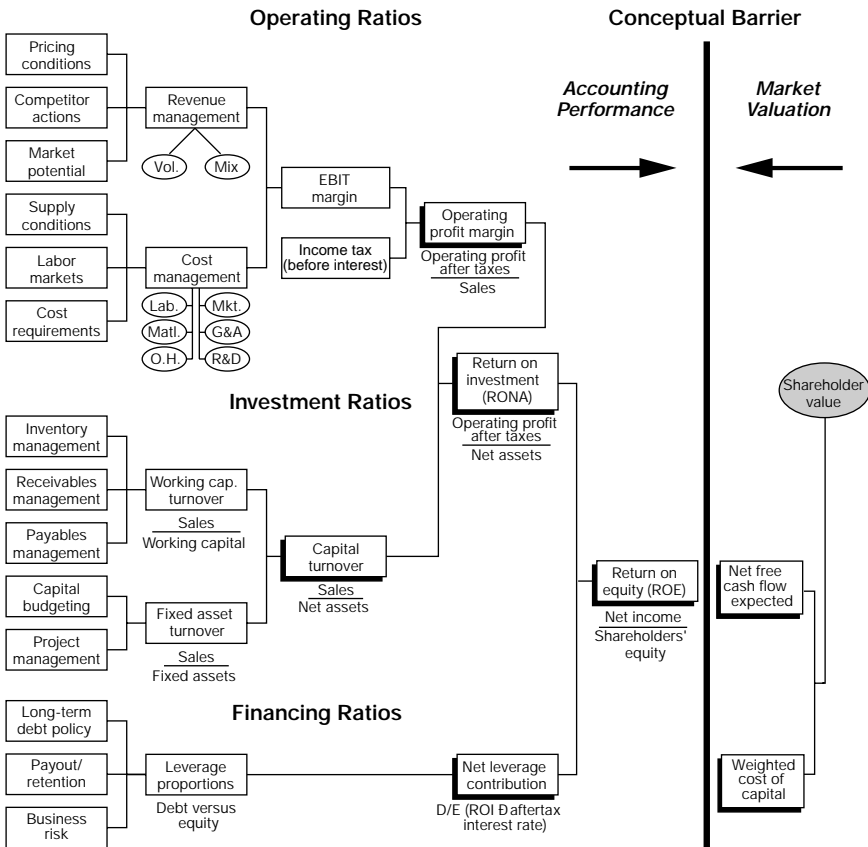 Operating Ratios
Conceptual Barrier
Pricing
conditions
Competitor
actions
Market
potential
Revenue
management
Vol.
Mix
Supply
conditions
Labor
markets
Cost
requirements
Cost
management
Lab.
Mkt.
Matl.
G&A
O.H.
R&D
EBIT
margin
Income tax
(before interest)
Operating
profit margin
Operating profit
after taxes
Sales
Accounting
Performance
Market
Valuation
Investment Ratios
Return on
investment
(RONA)
Operating profit
after taxes
Net assets
Shareholder
value
Inventory
management
Receivables
management
Payables
management
Working cap.
turnover
Sales
Working capital
Capital
budgeting
Project
management
Fixed asset
turnover
Sales
Fixed assets
Capital
turnover
Sales
Net assets
Return on
equity (ROE)
Net income
Shareholders'
equity
Net free
cash flow
expected
Financing Ratios
Long-term
debt policy
Payout/
retention
Business
risk
Leverage
proportions
Debt versus
equity
Net leverage
contribution
D/E (ROI Ðaftertax
interest rate)
Weighted
cost of
capital